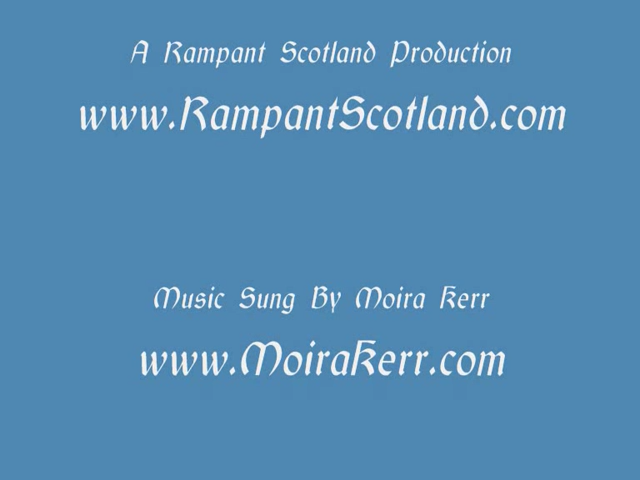 A Rampant Scotland Production
www.RampantScotland.com
Music Sung By Moira Kerr
www.MoiraKerr.com